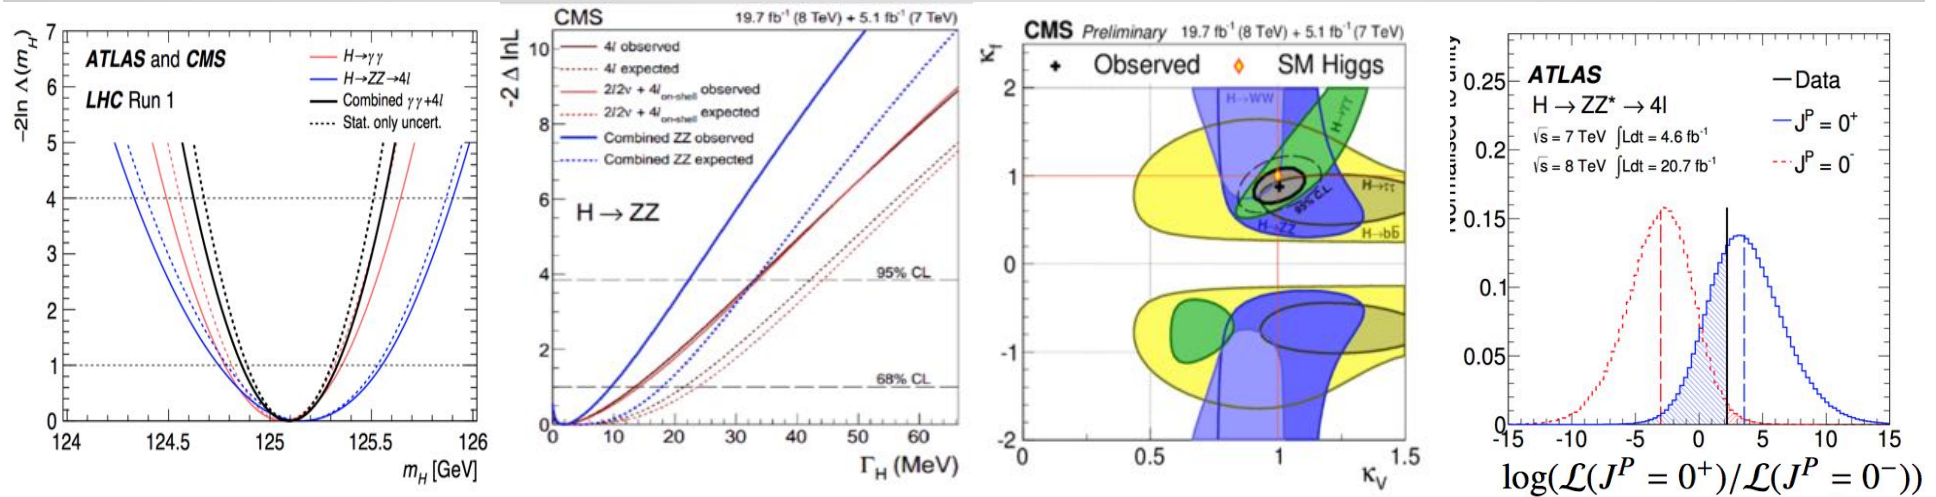 ATLAS and CMS
LHC Run 1
H→γγ
H→ZZ→4l
Combined γγ+4l
Stat. only uncert.
−2ln Λ(m_H)
7
6
5
4
3
2
1
0
124
124.5
125
125.5
126
m_H [GeV]
CMS
19.7 fb⁻¹ (8 TeV) + 5.1 fb⁻¹ (7 TeV)
-2 Δ lnL
4l observed
4l expected
2l2ν + 4l on-shell observed
2l2ν + 4l on-shell expected
Combined ZZ observed
Combined ZZ expected
H → ZZ
95% CL
68% CL
10
8
6
4
2
0
0
10
20
30
40
50
60
Γ_H (MeV)
CMS Preliminary
19.7 fb⁻¹ (8 TeV) + 5.1 fb⁻¹ (7 TeV)
κ_f
Observed
SM Higgs
H→WW
H→γγ
H→ττ
95% C.L.
H→ZZ
H→bb̄
2
1
0
-1
-2
0
0.5
1
1.5
κ_V
Normalised to unity
ATLAS
H → ZZ* → 4l
√s = 7 TeV ∫Ldt = 4.6 fb⁻¹
√s = 8 TeV ∫Ldt = 20.7 fb⁻¹
Data
J^P = 0⁺
J^P = 0⁻
0.25
0.2
0.15
0.1
0.05
0
-15
-10
-5
0
5
10
15
log(ℒ(J^P = 0⁺)/ℒ(J^P = 0⁻))